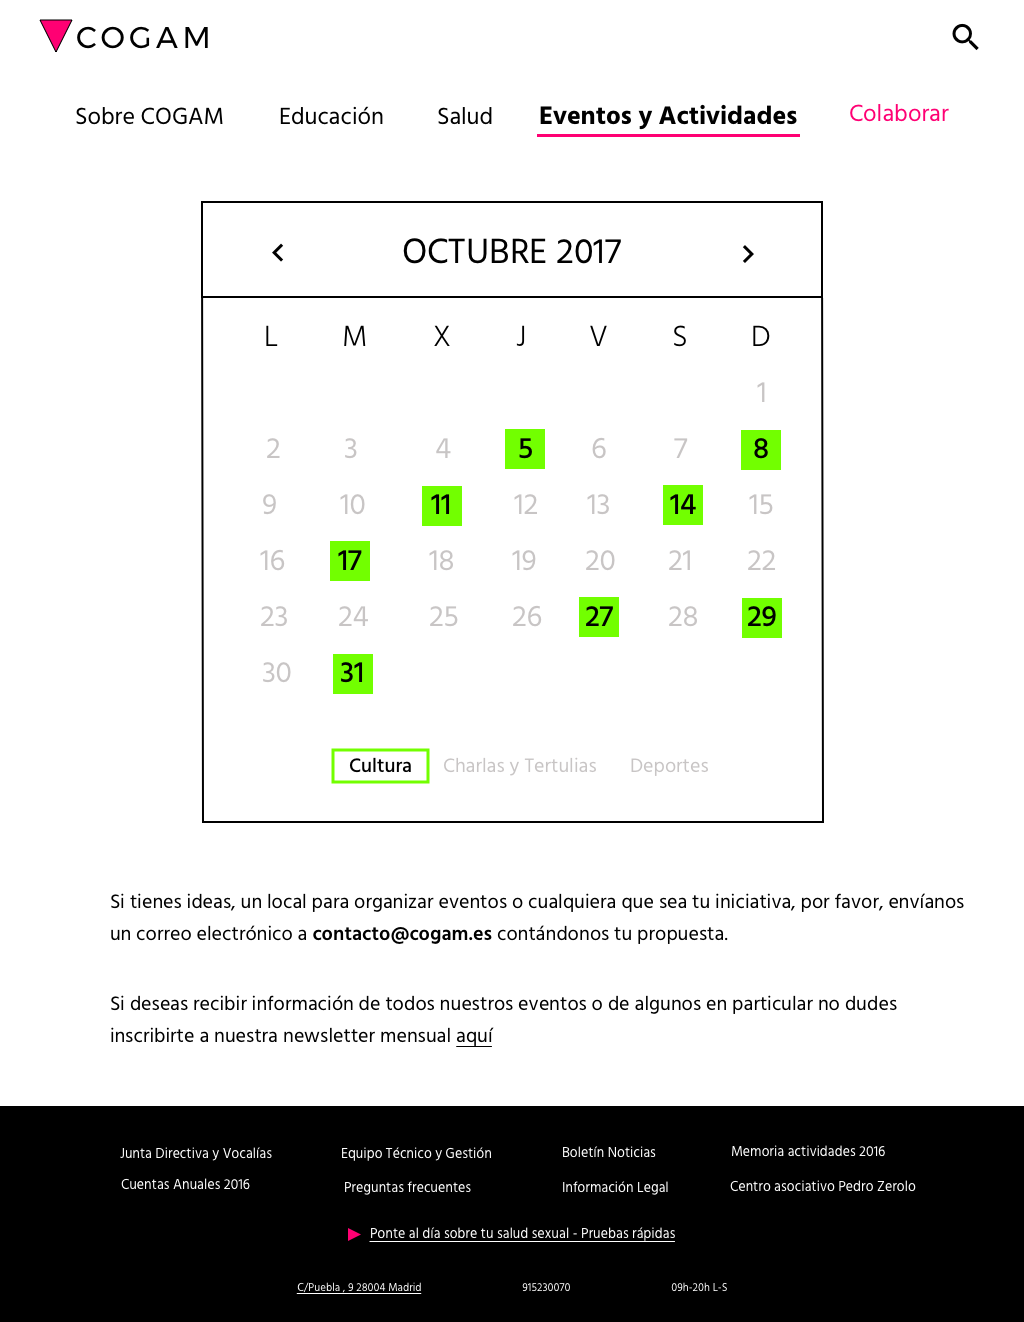 COGAM
Sobre COGAM Educación Salud Eventos y Actividades Colaborar
OCTUBRE 2017
L M X J V S D
1
2 3 4 5 6 7 8
9 10 11 12 13 14 15
16 17 18 19 20 21 22
23 24 25 26 27 28 29
30 31
Cultura Charlas y Tertulias Deportes
Si tienes ideas, un local para organizar eventos o cualquiera que sea tu iniciativa, por favor, envíanos
un correo electrónico a contacto@cogam.es contándonos tu propuesta.
Si deseas recibir información de todos nuestros eventos o de algunos en particular no dudes
inscribirte a nuestra newsletter mensual aquí
Junta Directiva y Vocalías Equipo Técnico y Gestión Boletín Noticias Memoria actividades 2016
Cuentas Anuales 2016 Preguntas frecuentes Información Legal Centro asociativo Pedro Zerolo
Ponte al día sobre tu salud sexual - Pruebas rápidas
C/Puebla , 9 28004 Madrid 915230070 09h-20h L-S